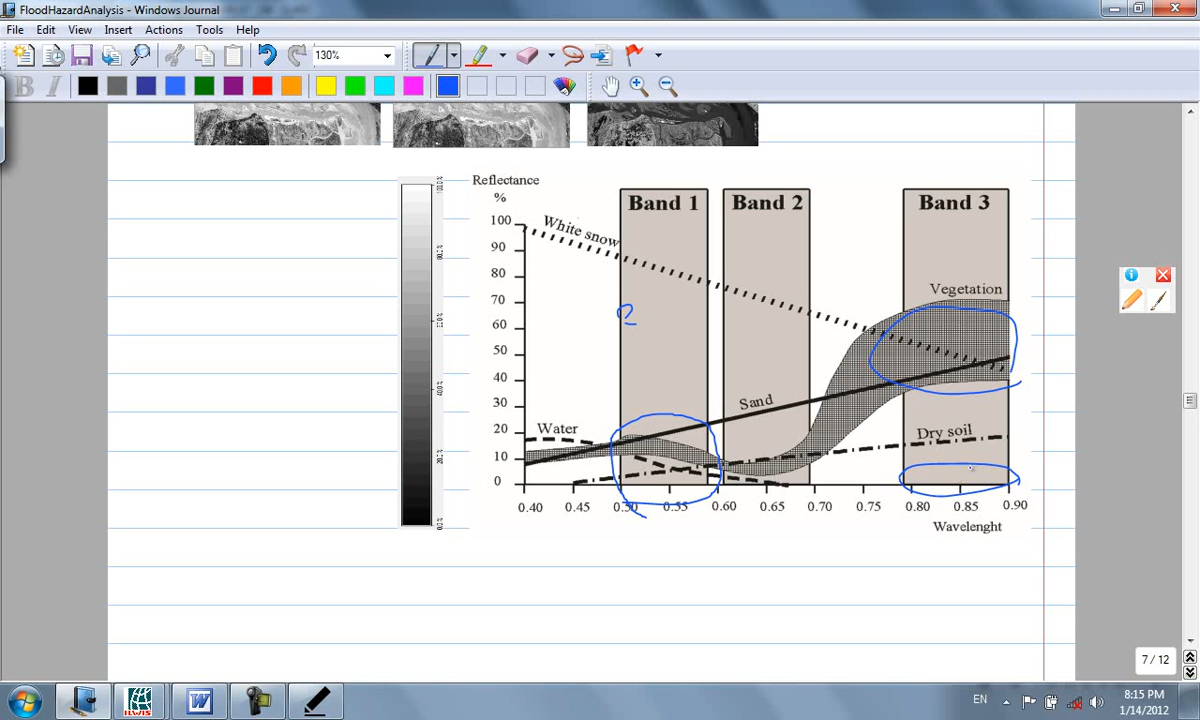 FloodHazardAnalysis - Windows Journal
File Edit View Insert Actions Tools Help
130%
B I
Reflectance
%
Band 1 Band 2 Band 3
100
White snow
90
80
Vegetation
70
2
60
50
40
30
Sand
20
Water
Dry soil
10
0
0.40 0.45 0.50 0.55 0.60 0.65 0.70 0.75 0.80 0.85 0.90
Wavelenght
7 / 12
ILWIS
W
EN
8:15 PM
1/14/2012